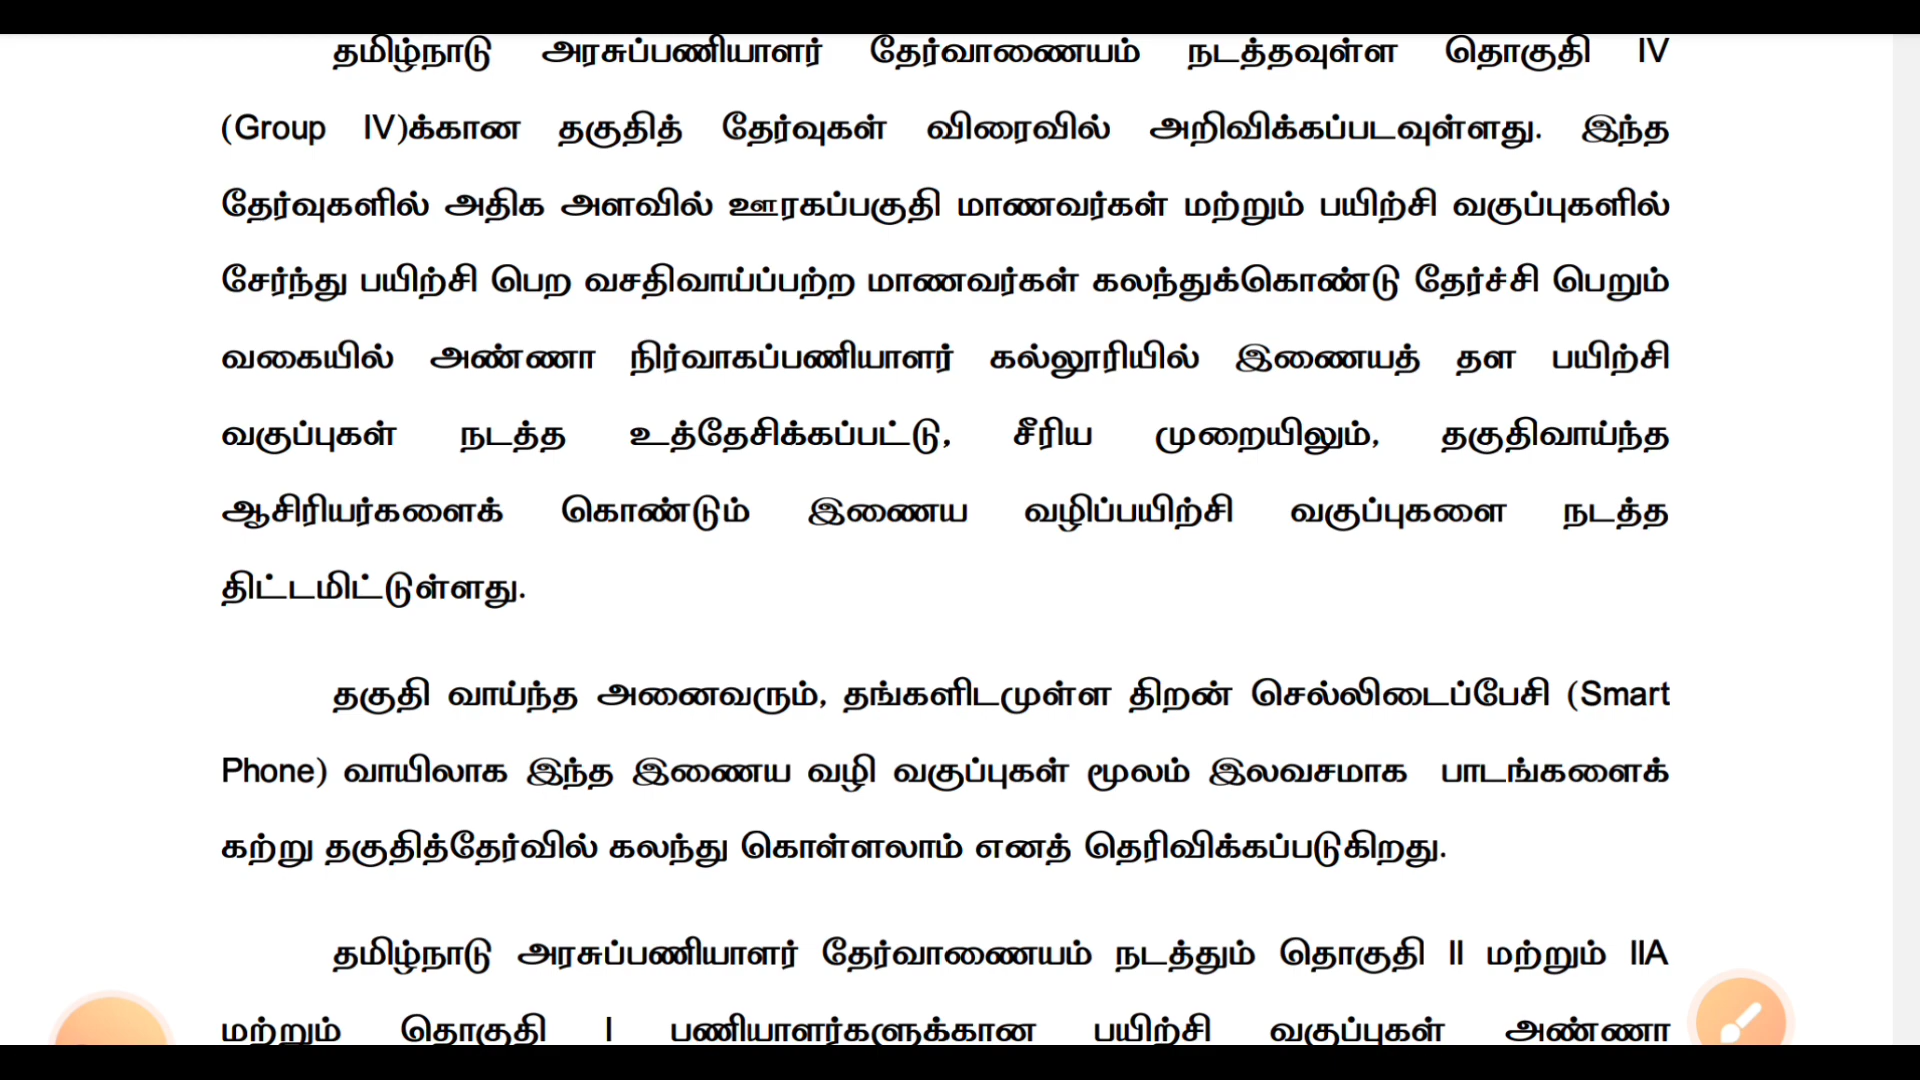 தமிழ்நாடு அரசுப்பணியாளர் தேர்வாணையம் நடத்தவுள்ள தொகுதி IV
(Group IV)க்கான தகுதித் தேர்வுகள் விரைவில் அறிவிக்கப்படவுள்ளது. இந்த
தேர்வுகளில் அதிக அளவில் ஊரகப்பகுதி மாணவர்கள் மற்றும் பயிற்சி வகுப்புகளில்
சேர்ந்து பயிற்சி பெற வசதிவாய்ப்பற்ற மாணவர்கள் கலந்துக்கொண்டு தேர்ச்சி பெறும்
வகையில் அண்ணா நிர்வாகப்பணியாளர் கல்லூரியில் இணையத் தள பயிற்சி
வகுப்புகள் நடத்த உத்தேசிக்கப்பட்டு, சீரிய முறையிலும், தகுதிவாய்ந்த
ஆசிரியர்களைக் கொண்டும் இணைய வழிப்பயிற்சி வகுப்புகளை நடத்த
திட்டமிட்டுள்ளது.
தகுதி வாய்ந்த அனைவரும், தங்களிடமுள்ள திறன் செல்லிடைப்பேசி (Smart
Phone) வாயிலாக இந்த இணைய வழி வகுப்புகள் மூலம் இலவசமாக பாடங்களைக்
கற்று தகுதித்தேர்வில் கலந்து கொள்ளலாம் எனத் தெரிவிக்கப்படுகிறது.
தமிழ்நாடு அரசுப்பணியாளர் தேர்வாணையம் நடத்தும் தொகுதி II மற்றும் IIA
மற்றும் தொகுதி I பணியாளர்களுக்கான பயிற்சி வகுப்புகள் அண்ணா